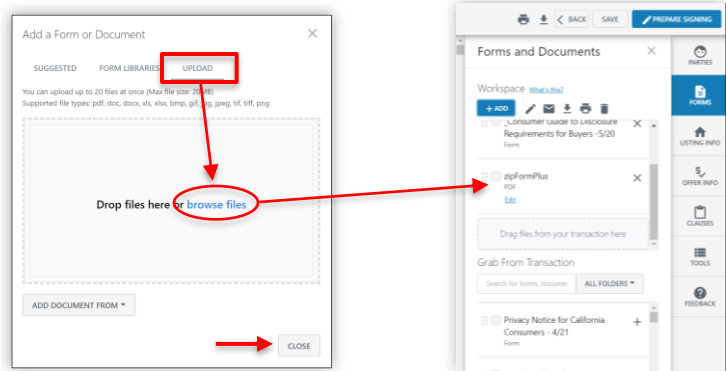 Add a Form or Document
SUGGESTED FORM LIBRARIES UPLOAD
You can upload up to 20 files at once (Max file size: 20MB)
Supported file types: pdf, doc, docx, xls, xlsx, bmp, gif, jpg, jpeg, tif, tiff, png
Drop files here or browse files
ADD DOCUMENT FROM
CLOSE
BACK SAVE PREPARE SIGNING
Forms and Documents
Workspace What's this?
+ ADD
_Consumer Guide to Disclosure
Requirements for Buyers -5/20
Form
zipFormPlus
PDF
Edit
Drag files from your transaction here
Grab From Transaction
Search for forms, documen ALL FOLDERS
Privacy Notice for California
Consumers - 4/21
Form
PARTIES
FORMS
LISTING INFO
OFFER INFO
CLAUSES
TOOLS
FEEDBACK